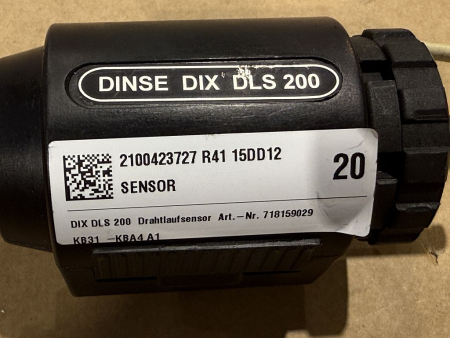 DINSE DIX DLS 200
2100423727 R41 15DD12
20
SENSOR
DIX DLS 200 Drahtlaufsensor Art.-Nr. 718159029
KB31 -KBA4 A1